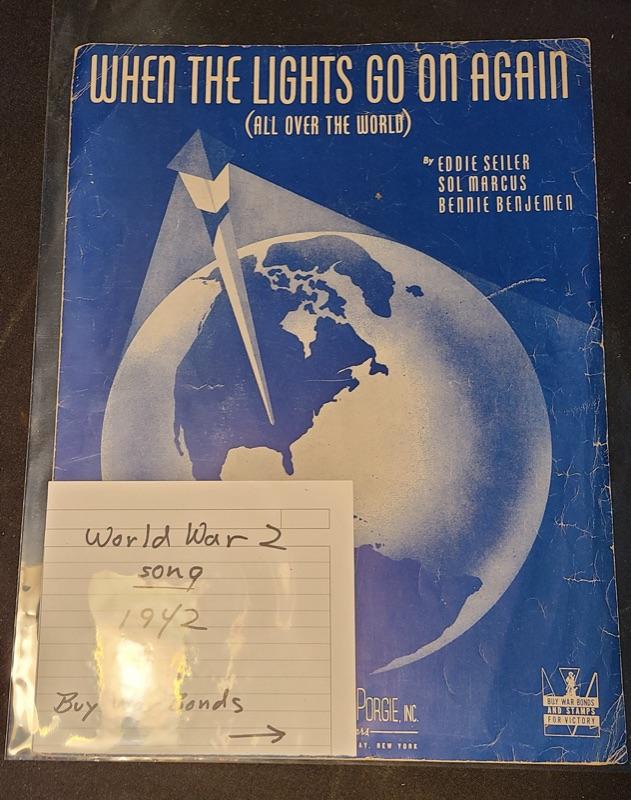 WHEN THE LIGHTS GO ON AGAIN
(ALL OVER THE WORLD)
By EDDIE SEILER
SOL MARCUS
BENNIE BENJEMEN
World War 2
song
1942
Buy War Bonds
PORGIE, INC.
NEW YORK
BUY WAR BONDS
AND STAMPS
FOR VICTORY